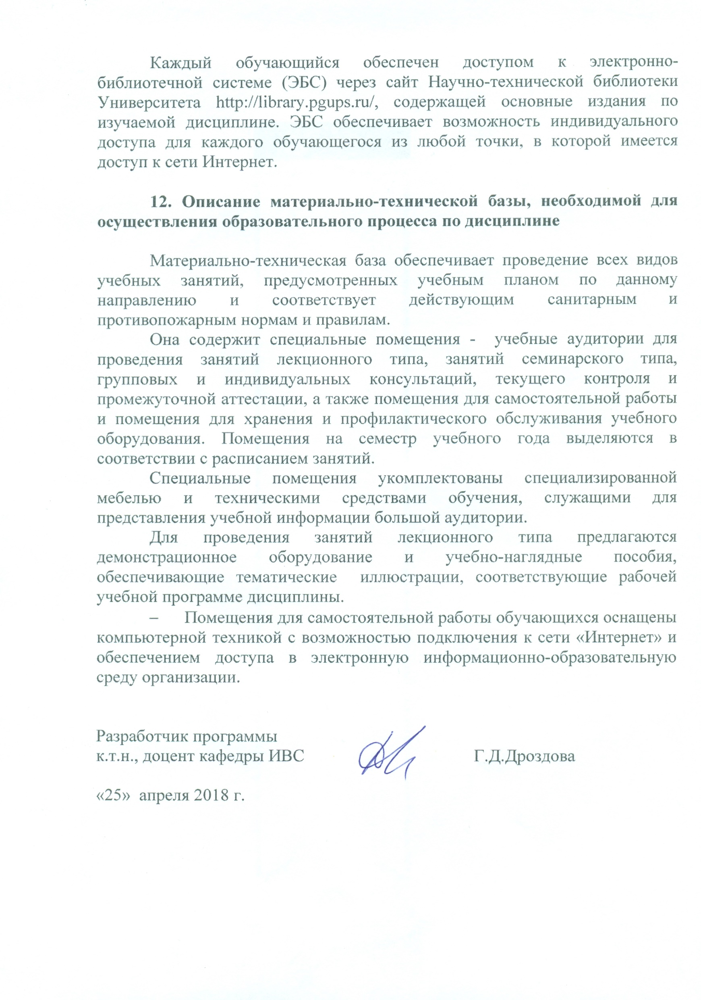 Каждый обучающийся обеспечен доступом к электронно-
библиотечной системе (ЭБС) через сайт Научно-технической библиотеки
Университета http://library.pgups.ru/, содержащей основные издания по
изучаемой дисциплине. ЭБС обеспечивает возможность индивидуального
доступа для каждого обучающегося из любой точки, в которой имеется
доступ к сети Интернет.
12. Описание материально-технической базы, необходимой для
осуществления образовательного процесса по дисциплине
Материально-техническая база обеспечивает проведение всех видов
учебных занятий, предусмотренных учебным планом по данному
направлению и соответствует действующим санитарным и
противопожарным нормам и правилам.
Она содержит специальные помещения - учебные аудитории для
проведения занятий лекционного типа, занятий семинарского типа,
групповых и индивидуальных консультаций, текущего контроля и
промежуточной аттестации, а также помещения для самостоятельной работы
и помещения для хранения и профилактического обслуживания учебного
оборудования. Помещения на семестр учебного года выделяются в
соответствии с расписанием занятий.
Специальные помещения укомплектованы специализированной
мебелью и техническими средствами обучения, служащими для
представления учебной информации большой аудитории.
Для проведения занятий лекционного типа предлагаются
демонстрационное оборудование и учебно-наглядные пособия,
обеспечивающие тематические иллюстрации, соответствующие рабочей
учебной программе дисциплины.
– Помещения для самостоятельной работы обучающихся оснащены
компьютерной техникой с возможностью подключения к сети «Интернет» и
обеспечением доступа в электронную информационно-образовательную
среду организации.
Разработчик программы
к.т.н., доцент кафедры ИВС Г.Д.Дроздова
«25» апреля 2018 г.